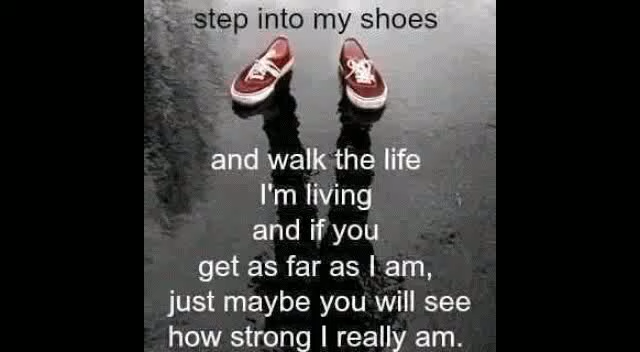 step into my shoes
and walk the life
I'm living
and if you
get as far as I am,
just maybe you will see
how strong I really am.